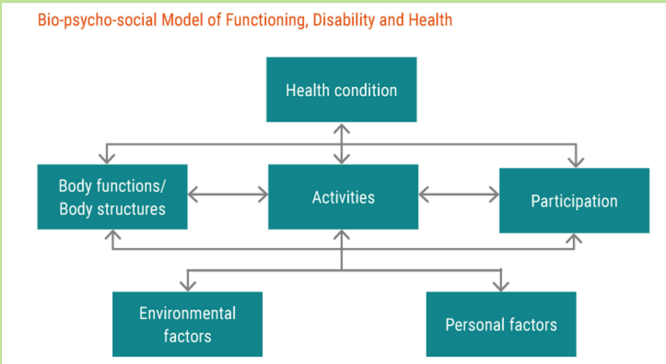 Bio-psycho-social Model of Functioning, Disability and Health
Health condition
Body functions/
Body structures
Activities
Participation
Environmental
factors
Personal factors